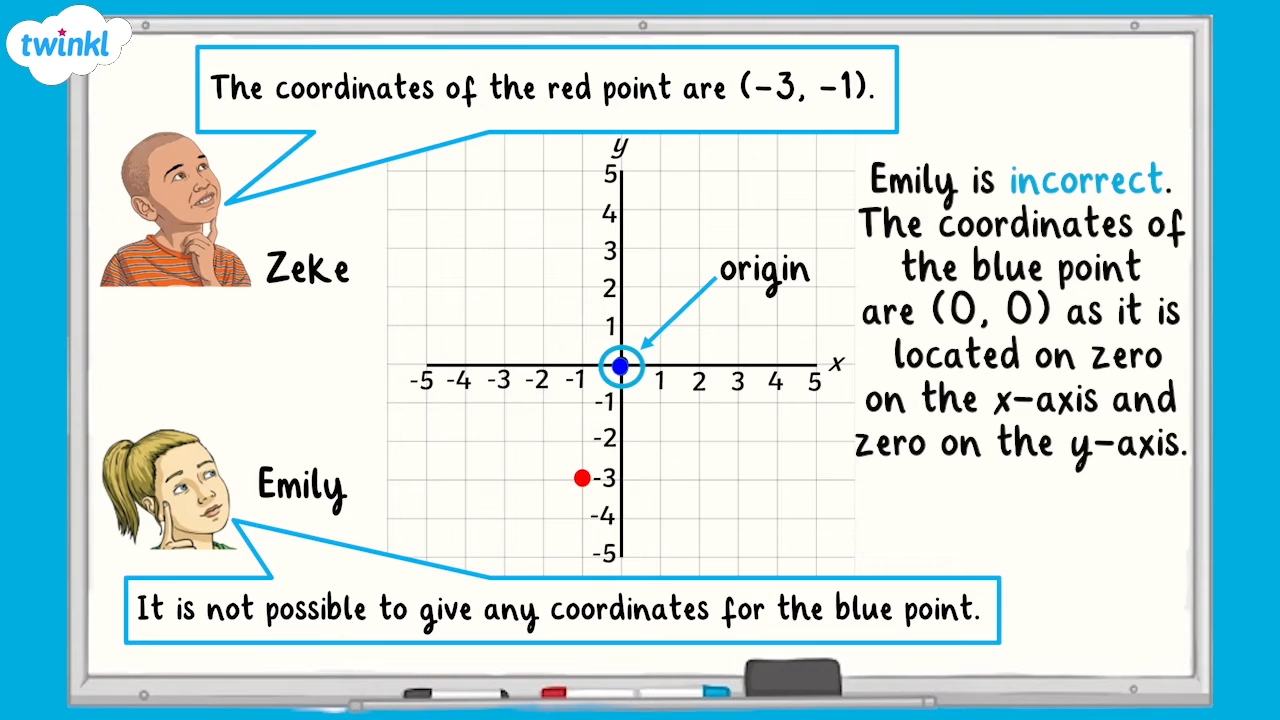 twinkl
The coordinates of the red point are (-3, -1).
Zeke
Emily
It is not possible to give any coordinates for the blue point.
y
5
4
3
2
1
origin
x
-5 -4 -3 -2 -1 1 2 3 4 5
-1
-2
-3
-4
-5
Emily is incorrect.
The coordinates of
the blue point
are (0, 0) as it is
located on zero
on the x-axis and
zero on the y-axis.